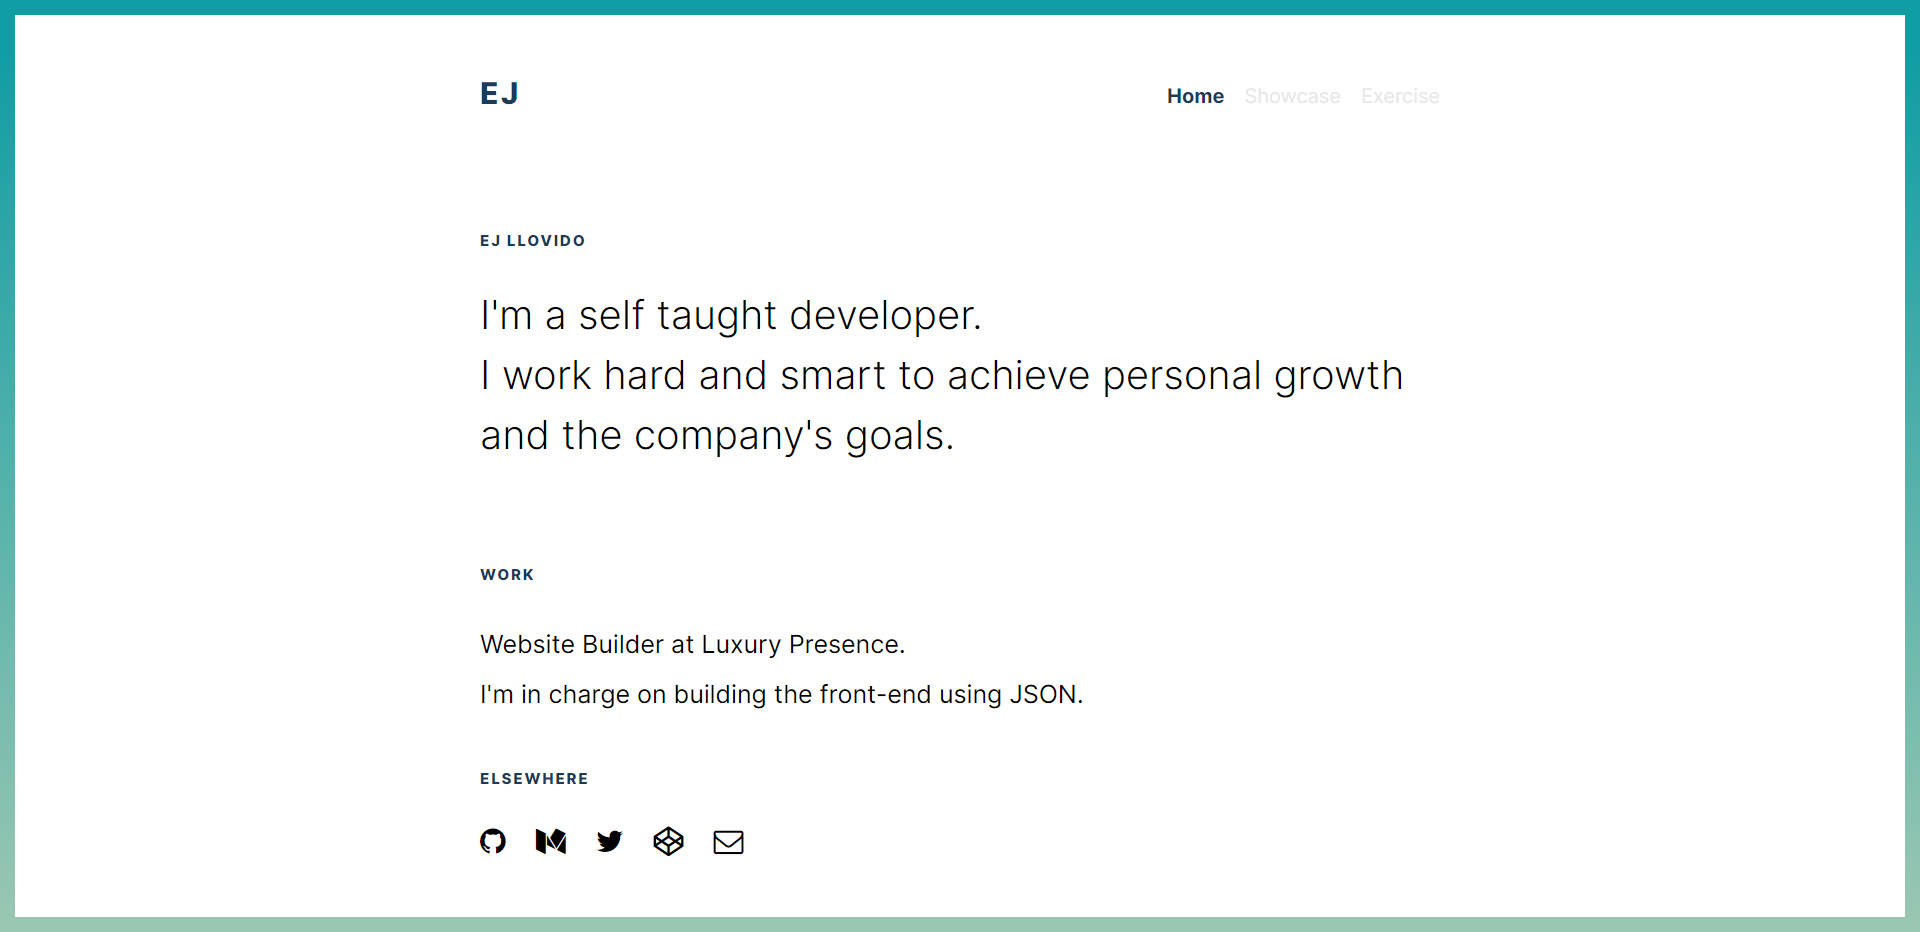 EJ
Home Showcase Exercise
EJ LLOVIDO
I'm a self taught developer.
I work hard and smart to achieve personal growth
and the company's goals.
WORK
Website Builder at Luxury Presence.
I'm in charge on building the front-end using JSON.
ELSEWHERE